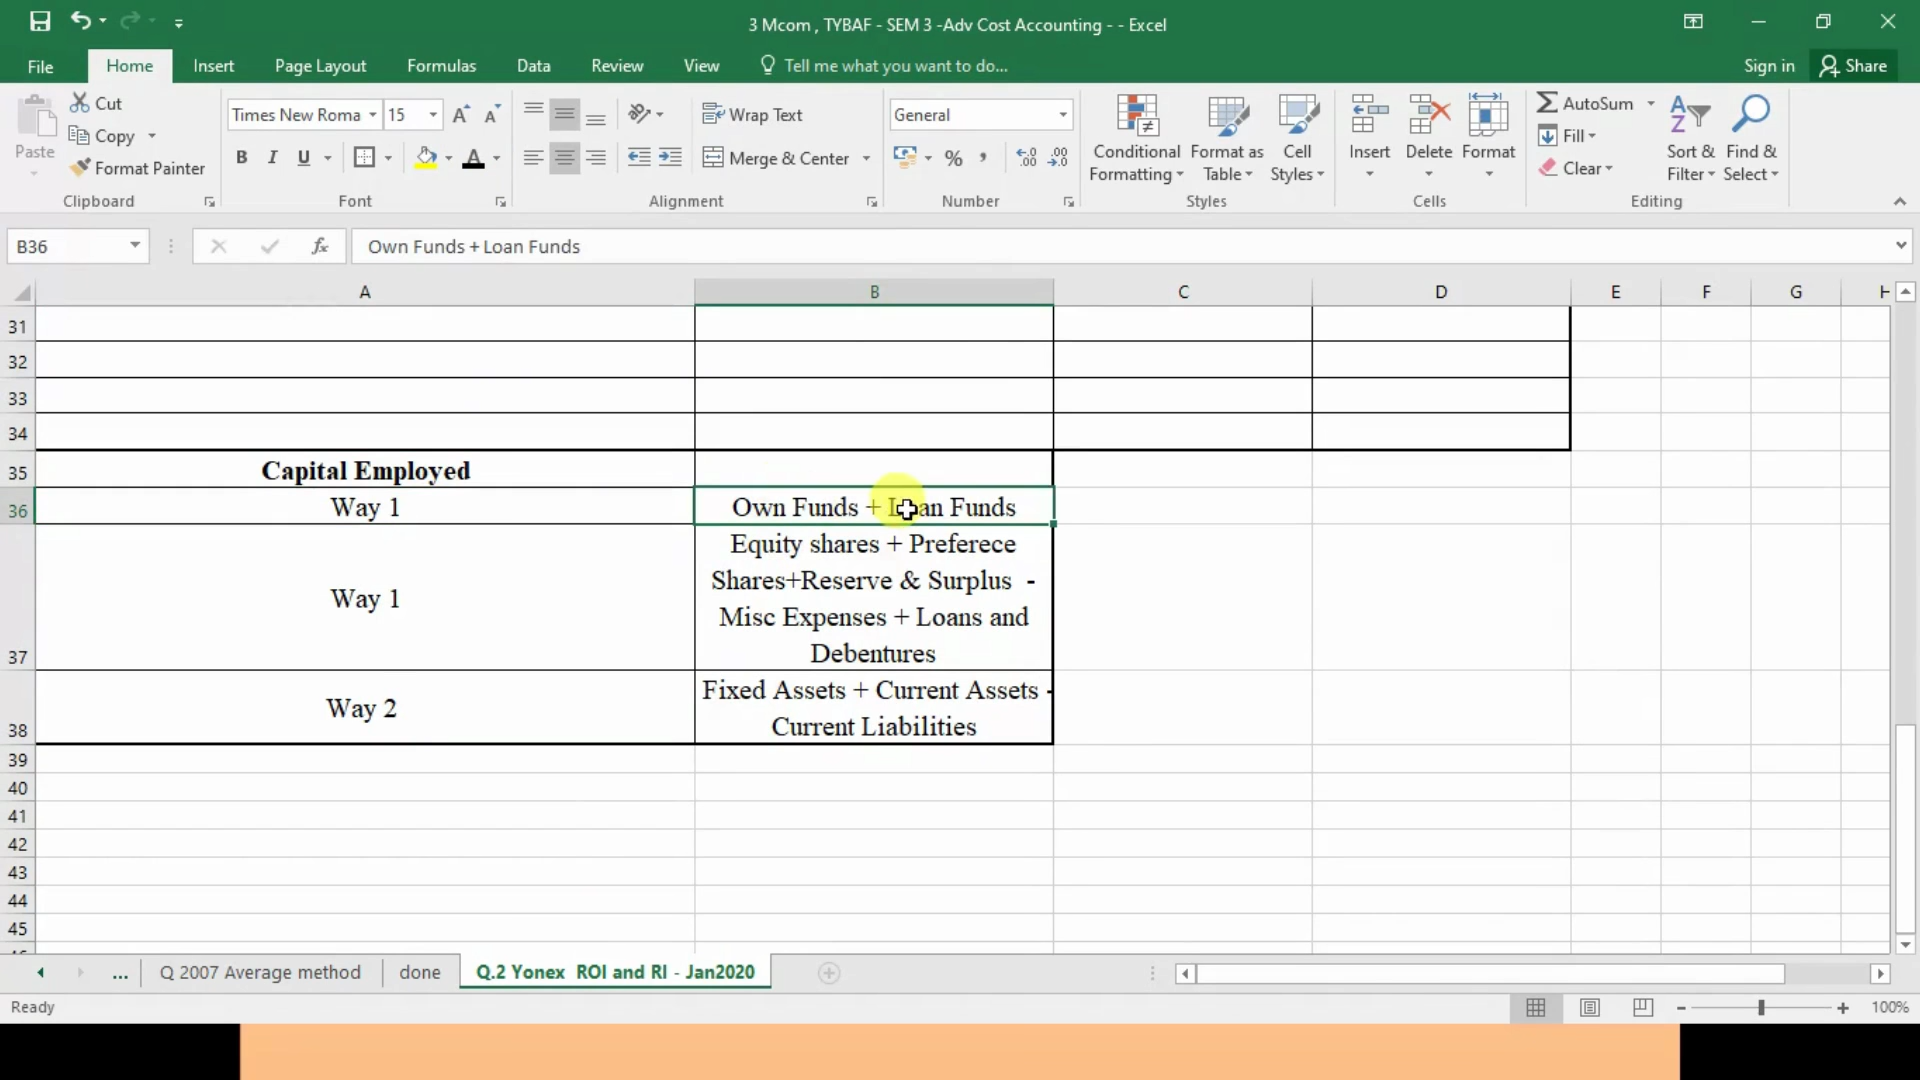 3 Mcom , TYBAF - SEM 3 -Adv Cost Accounting - - Excel
File Home Insert Page Layout Formulas Data Review View Tell me what you want to do... Sign in Share
Paste
Cut
Copy
Format Painter
Clipboard
Times New Roma 15
B I U
Font
Wrap Text
Merge & Center
Alignment
General
%
Number
Conditional Formatting
Format as Table
Cell Styles
Styles
Insert Delete Format
Cells
AutoSum
Fill
Clear
Sort & Filter
Find & Select
Editing
B36 fx Own Funds + Loan Funds
A B C D E F G H
31
32
33
34
35 Capital Employed
36 Way 1 Own Funds + Loan Funds
37 Way 1 Equity shares + Preferece
Shares+Reserve & Surplus -
Misc Expenses + Loans and
Debentures
38 Way 2 Fixed Assets + Current Assets -
Current Liabilities
39
40
41
42
43
44
45
... Q 2007 Average method done Q.2 Yonex ROI and RI - Jan2020
Ready 100%